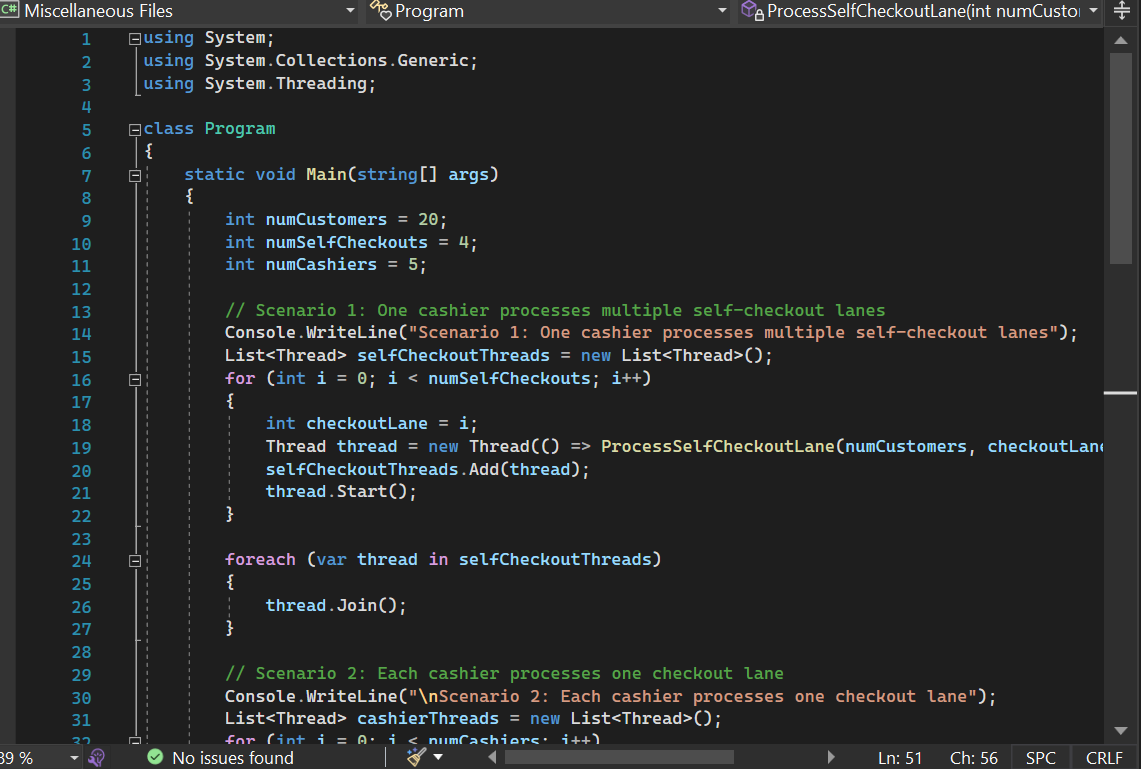 C# Miscellaneous Files Program ProcessSelfCheckoutLane(int numCusto
1 using System;
2 using System.Collections.Generic;
3 using System.Threading;
4
5 class Program
6 {
7 static void Main(string[] args)
8 {
9 int numCustomers = 20;
10 int numSelfCheckouts = 4;
11 int numCashiers = 5;
12
13 // Scenario 1: One cashier processes multiple self-checkout lanes
14 Console.WriteLine("Scenario 1: One cashier processes multiple self-checkout lanes");
15 List<Thread> selfCheckoutThreads = new List<Thread>();
16 for (int i = 0; i < numSelfCheckouts; i++)
17 {
18 int checkoutLane = i;
19 Thread thread = new Thread(() => ProcessSelfCheckoutLane(numCustomers, checkoutLane
20 selfCheckoutThreads.Add(thread);
21 thread.Start();
22 }
23
24 foreach (var thread in selfCheckoutThreads)
25 {
26 thread.Join();
27 }
28
29 // Scenario 2: Each cashier processes one checkout lane
30 Console.WriteLine("\nScenario 2: Each cashier processes one checkout lane");
31 List<Thread> cashierThreads = new List<Thread>();
32 for (int i = 0; i < numCashiers; i++)
89 % No issues found Ln: 51 Ch: 56 SPC CRLF